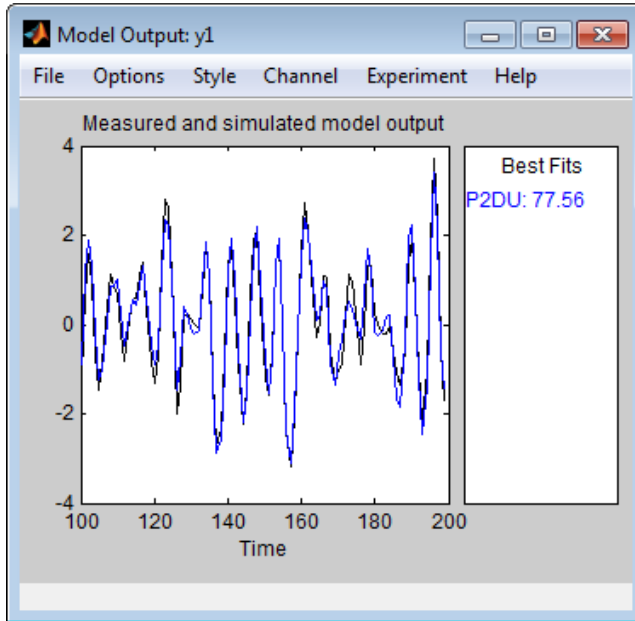 Model Output: y1
File Options Style Channel Experiment Help
Measured and simulated model output
Best Fits
P2DU: 77.56
4
2
0
-2
-4
100 120 140 160 180 200
Time